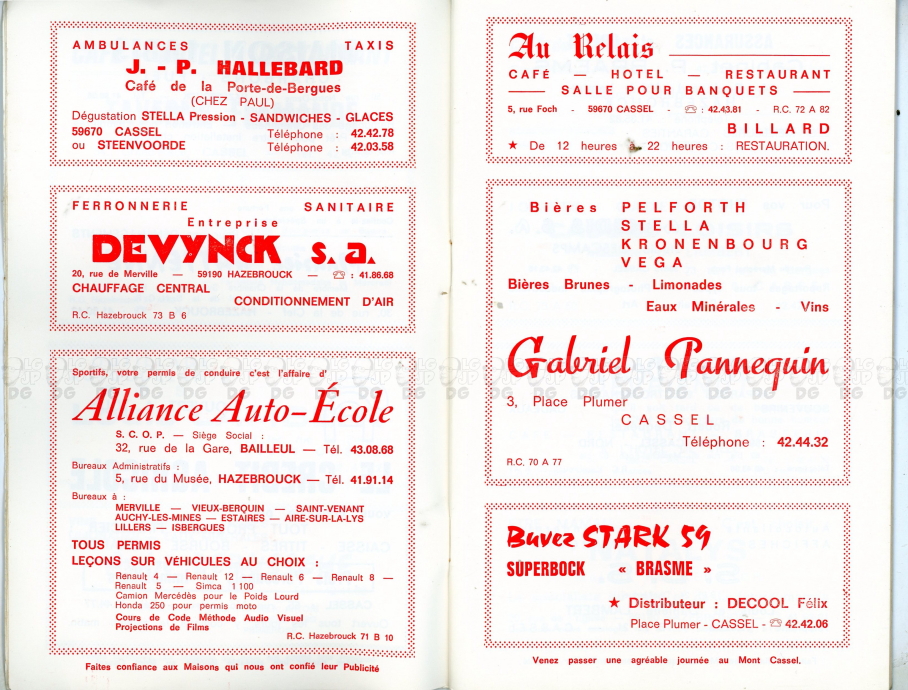 AMBULANCES TAXIS
J. - P. HALLEBARD
Café de la Porte-de-Bergues
(CHEZ PAUL)
Dégustation STELLA Pression - SANDWICHES - GLACES
59670 CASSEL Téléphone : 42.42.78
ou STEENVOORDE Téléphone : 42.03.58
FERRONNERIE SANITAIRE
Entreprise
DEVYNCK s. a.
20, rue de Merville — 59190 HAZEBROUCK — ☏ : 41.86.68
CHAUFFAGE CENTRAL
CONDITIONNEMENT D'AIR
R.C. Hazebrouck 73 B 6
Sportifs, votre permis de conduire c'est l'affaire d'
Alliance Auto-École
S. C. O. P. — Siège Social :
32, rue de la Gare, BAILLEUL — Tél. 43.08.68
Bureaux Administratifs :
5, rue du Musée, HAZEBROUCK — Tél. 41.91.14
Bureaux à :
MERVILLE — VIEUX-BERQUIN — SAINT-VENANT
AUCHY-LES-MINES — ESTAIRES — AIRE-SUR-LA-LYS
LILLERS — ISBERGUES
TOUS PERMIS
LEÇONS SUR VÉHICULES AU CHOIX :
Renault 4 — Renault 12 — Renault 6 — Renault 8 —
Renault 5 — Simca 1100
Camion Mercédès pour le Poids Lourd
Honda 250 pour permis moto
Cours de Code Méthode Audio Visuel
Projections de Films
R.C. Hazebrouck 71 B 10
Faites confiance aux Maisons qui nous ont confié leur Publicité
Au Relais
CAFÉ — HOTEL — RESTAURANT
— SALLE POUR BANQUETS —
5, rue Foch - 59670 CASSEL - ☏ : 42.43.81 - R.C. 72 A 82
BILLARD
★ De 12 heures à 22 heures : RESTAURATION.
Bières PELFORTH
STELLA
KRONENBOURG
VEGA
Bières Brunes - Limonades
Eaux Minérales - Vins
Gabriel Pannequin
3, Place Plumer
CASSEL
Téléphone : 42.44.32
R.C. 70 A 77
Buvez STARK 59
SUPERBOCK « BRASME »
★ Distributeur : DECOOL Félix
Place Plumer - CASSEL - ☏ 42.42.06
Venez passer une agréable journée au Mont Cassel.